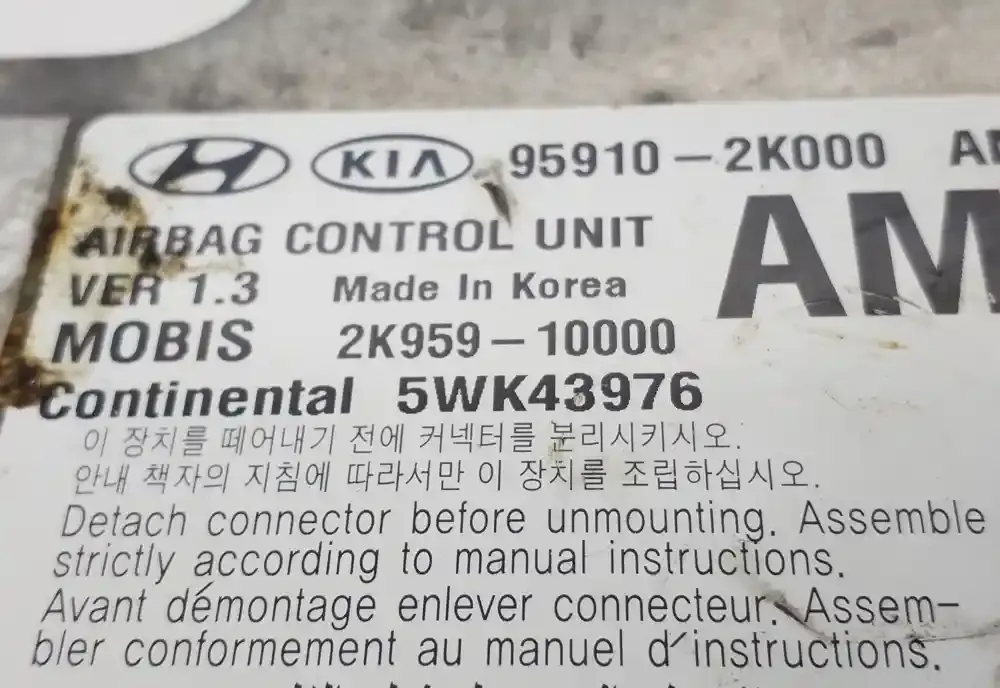 KIA 95910-2K000
AIRBAG CONTROL UNIT
AM
VER 1.3 Made In Korea
MOBIS 2K959-10000
Continental 5WK43976
이 장치를 떼어내기 전에 커넥터를 분리시키시오.
안내 책자의 지침에 따라서만 이 장치를 조립하십시오.
Detach connector before unmounting. Assemble
strictly according to manual instructions.
Avant démontage enlever connecteur. Assem-
bler conformement au manuel d'instructions.